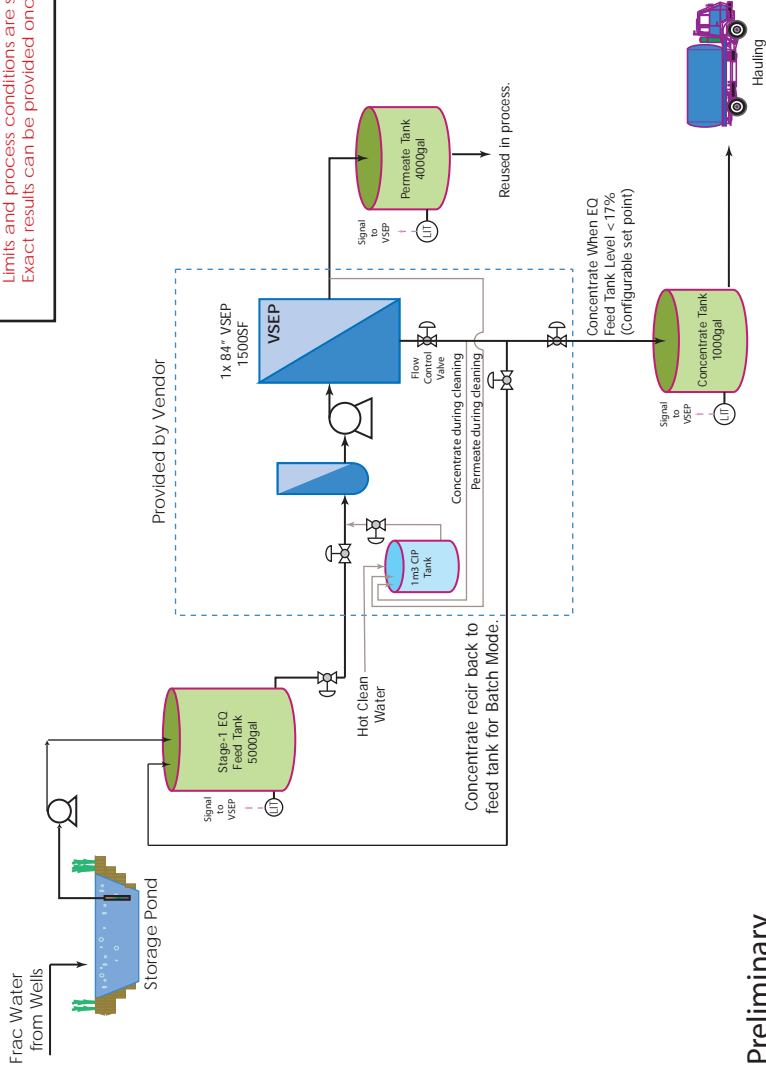 Limits and process conditions are s
Exact results can be provided onc
Frac Water
from Wells
Storage Pond
Stage-1 EQ
Feed Tank
5000gal
Signal
to
VSEP
LIT
Hot Clean
Water
Provided by Vendor
1m3 CIP
Tank
1x 84" VSEP
1500SF
VSEP
Flow
Control
Valve
Concentrate during cleaning
Permeate during cleaning
Signal
to
VSEP
LIT
Permeate Tank
4000gal
Reused in process.
Concentrate recir back to
feed tank for Batch Mode.
Concentrate When EQ
Feed Tank Level <17%
(Configurable set point)
Signal
to
VSEP
LIT
Concentrate Tank
1000gal
Hauling
Preliminary